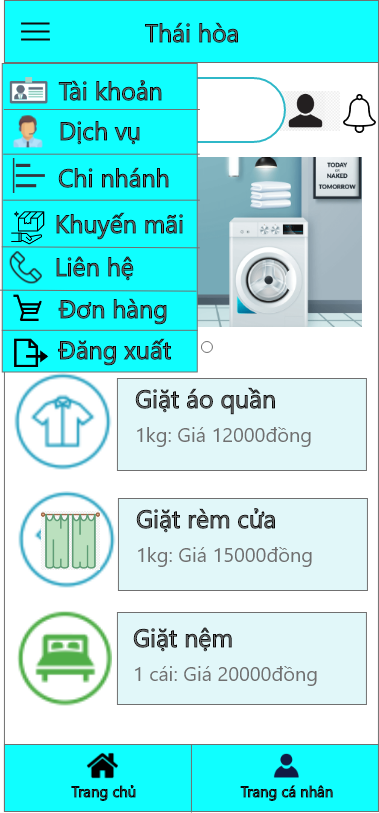 Thái hòa
Tài khoản
Dịch vụ
Chi nhánh
Khuyến mãi
Liên hệ
Đơn hàng
Đăng xuất
TODAY
or
NAKED
TOMORROW
Giặt áo quần
1kg: Giá 12000đồng
Giặt rèm cửa
1kg: Giá 15000đồng
Giặt nệm
1 cái: Giá 20000đồng
Trang chủ
Trang cá nhân